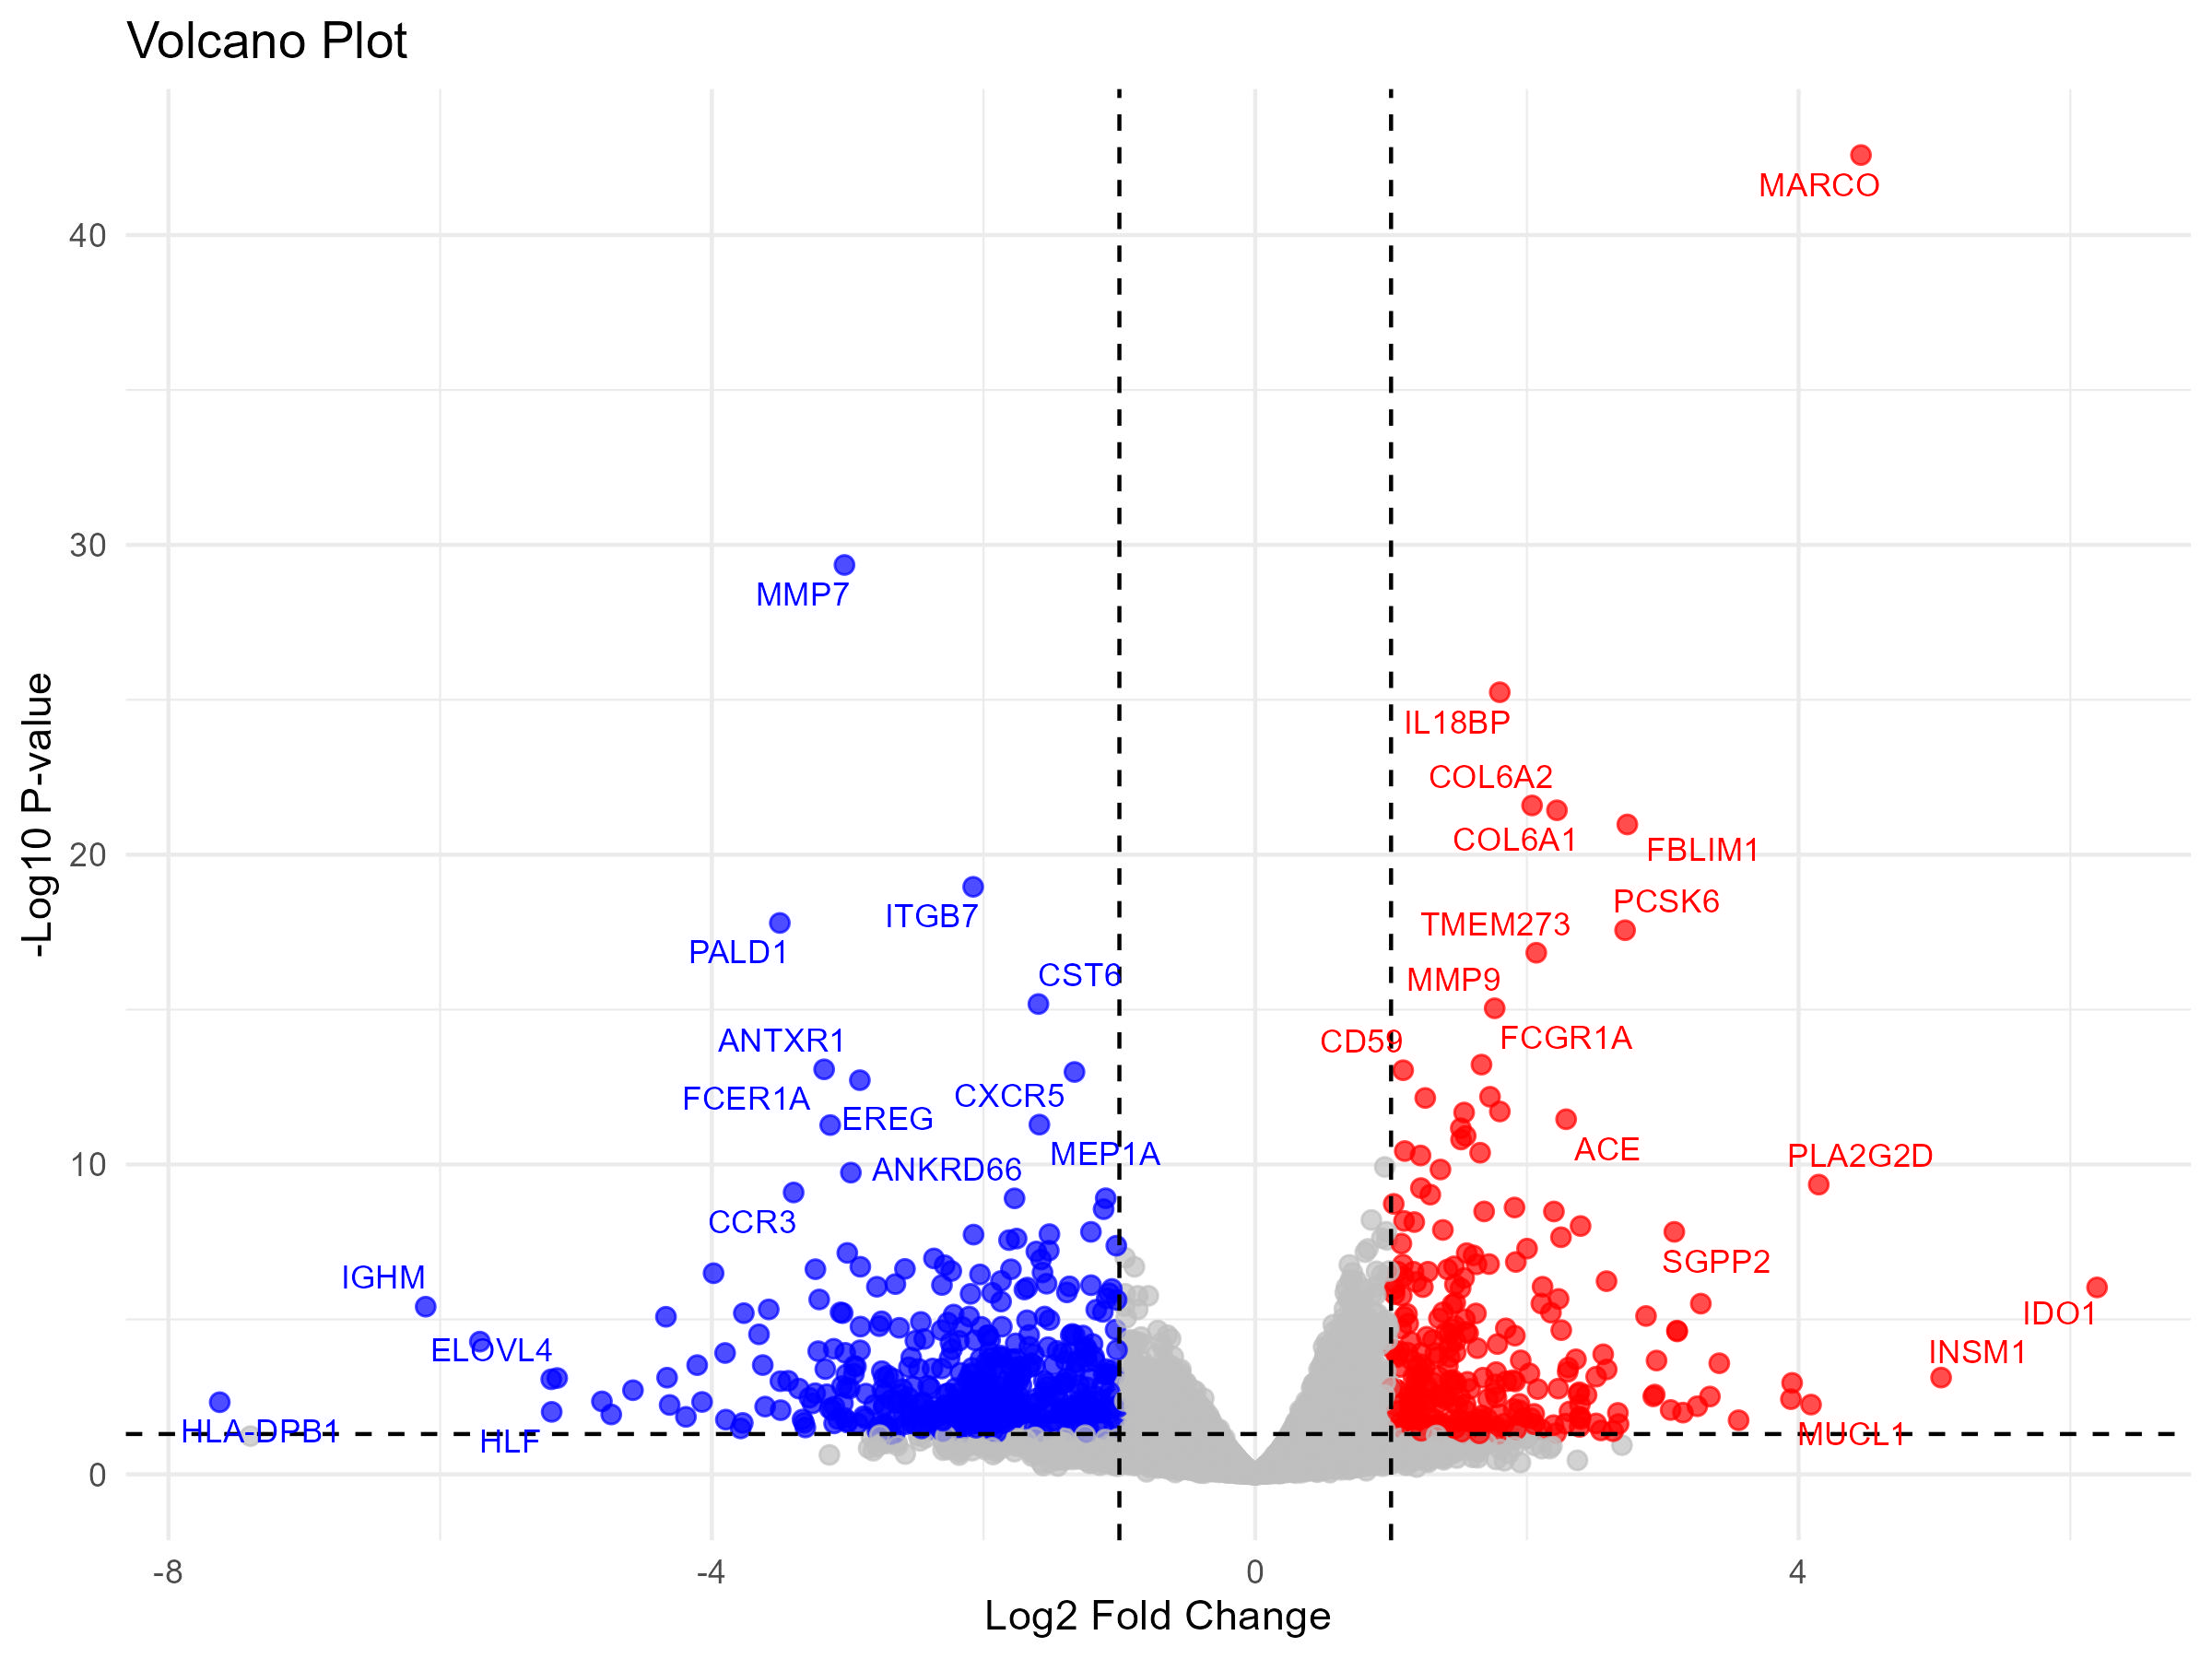 Volcano Plot
MARCO
40
30
MMP7
IL18BP
COL6A2
COL6A1
FBLIM1
20
ITGB7
PCSK6
TMEM273
PALD1
CST6
MMP9
ANTXR1
CD59
FCGR1A
FCER1A
CXCR5
EREG
MEP1A
ACE
10
ANKRD66
PLA2G2D
CCR3
SGPP2
IGHM
IDO1
ELOVL4
INSM1
HLA-DPB1
HLF
MUCL1
0
-8
-4
0
4
Log2 Fold Change
-Log10 P-value